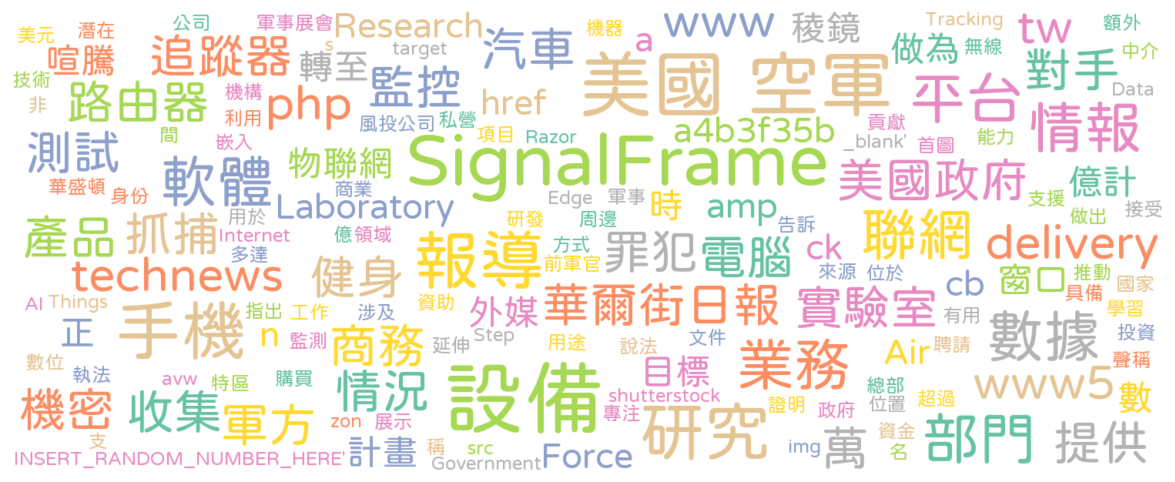 美元 潛在 公司 軍事展會 Research 汽車 www 稜鏡 Tracking tw 額外
喧騰 追蹤器 s target 機器 a 做為 無線 對手 中介
技術 轉至 監控 美國 空軍 平台 Data
非 路由器 機構 利用 php 風投公司 私營 href 情報
間 嵌入 項目 Razor a4b3f35b 貢獻 _blank' 首圖 能力
測試 軟體 物聯網 SignalFrame 美國政府 億計
華盛頓 身份 商業 Edge 軍事 支援 接受
產品 抓捕 用於 Laboratory 研發 周邊 時 amp 告訴 聯網 做出
Internet 億 領域 方式 罪犯 電腦 ck delivery
多達 報導 前軍官 來源 位於 窗口 推動 國家
technews 健身 cb 具備
AI Things 手機 指出 工作 涉及 資助 外媒 華爾街日報 實驗室 有用 學習 投資
正 n 監測 商務 延伸 Step 用途 說法 文件 Air 聘請 數據 聲稱
數位 執法 avw 特區 購買 情況 設備 目標 業務 總部 www5 數
機密 收集 軍方 zon 展示 shutterstock 專注 證明 政府 位置 超過
支 計畫 稱 src 研究 img 萬 資金 名 部門 提供
INSERT_RANDOM_NUMBER_HERE' Government Force